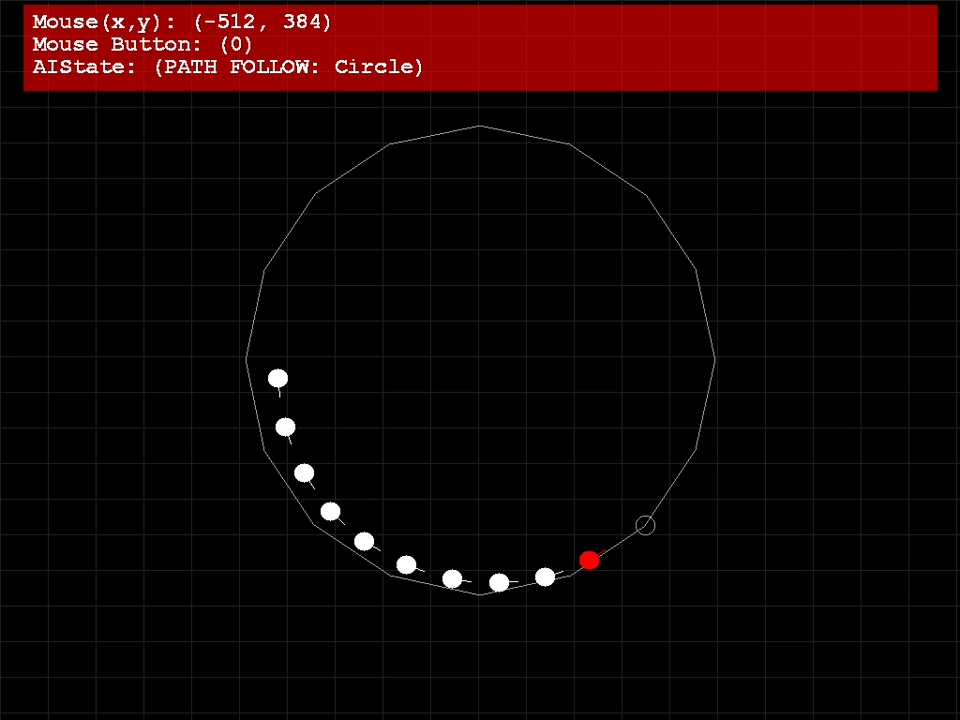 Mouse(x,y): (-512, 384)
Mouse Button: (0)
AIState: (PATH FOLLOW: Circle)